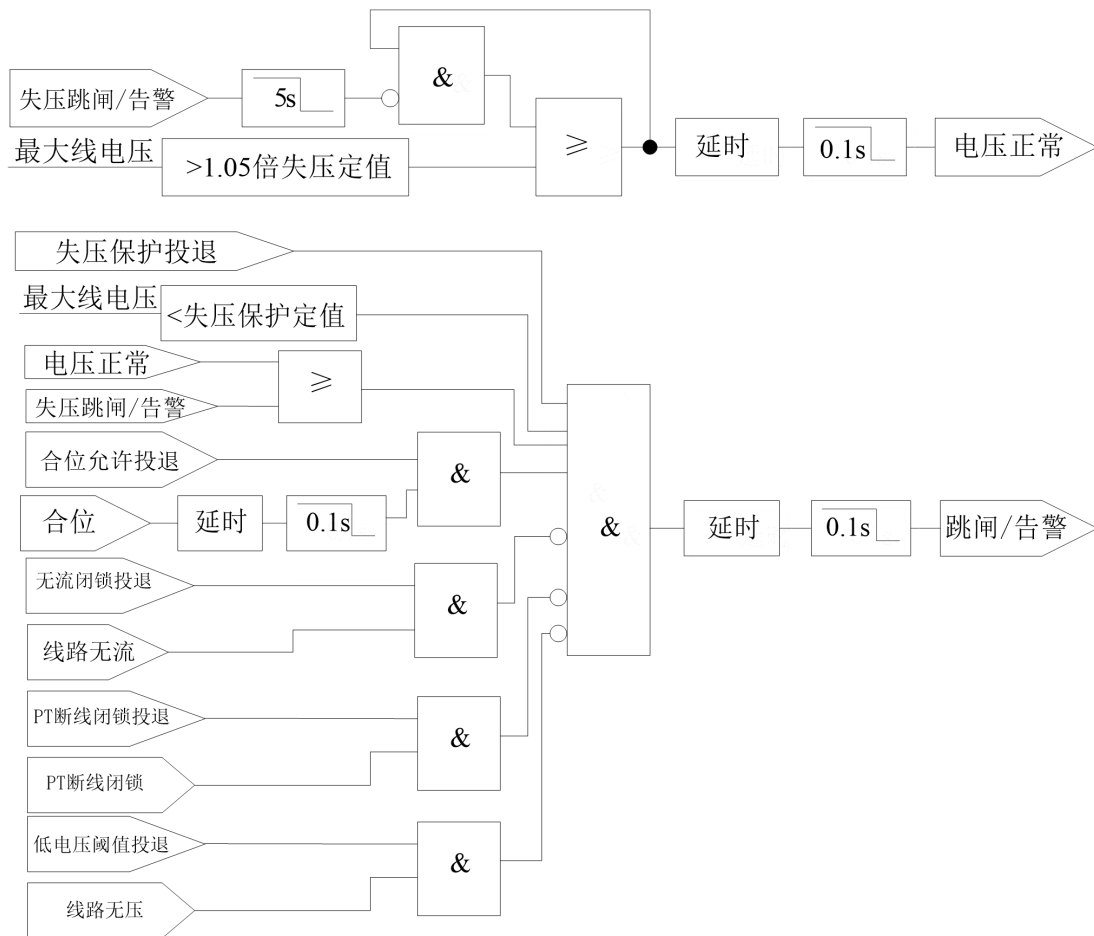 &
失压跳闸/告警
5s
最大线电压
>1.05倍失压定值
≥
延时
0.1s
电压正常
失压保护投退
最大线电压
<失压保护定值
电压正常
失压跳闸/告警
≥
合位允许投退
&
合位
延时
0.1s
&
延时
0.1s
跳闸/告警
无流闭锁投退
&
线路无流
PT断线闭锁投退
&
PT断线闭锁
低电压阈值投退
&
线路无压